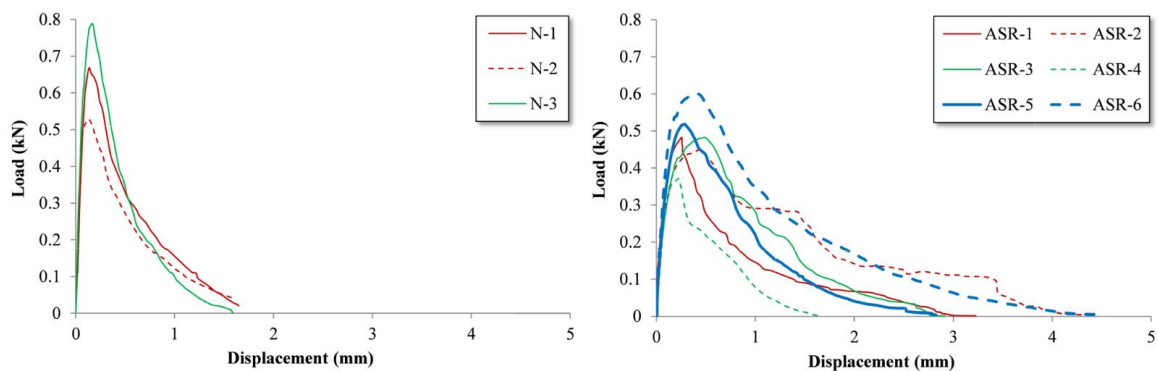 0.8
0.7
0.6
0.5
0.4
0.3
0.2
0.1
0
Load (kN)
0 1 2 3 4 5
Displacement (mm)
N-1
N-2
N-3
0.8
0.7
0.6
0.5
0.4
0.3
0.2
0.1
0
Load (kN)
0 1 2 3 4 5
Displacement (mm)
ASR-1 ASR-2
ASR-3 ASR-4
ASR-5 ASR-6